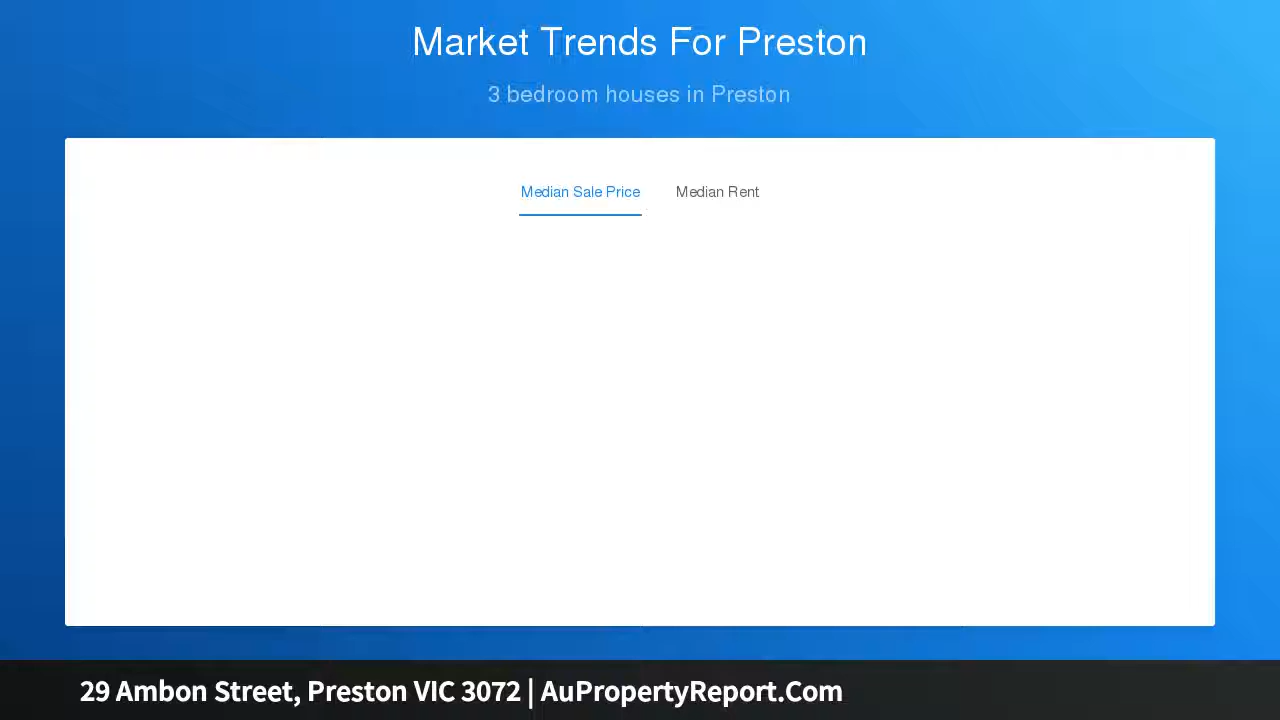 Market Trends For Preston
3 bedroom houses in Preston
Median Sale Price Median Rent
29 Ambon Street, Preston VIC 3072 | AuPropertyReport.Com